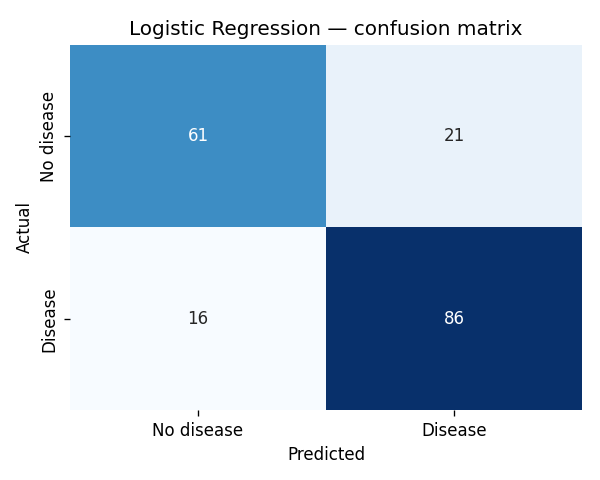 Logistic Regression — confusion matrix
No disease
61
21
Actual
Disease
16
86
No disease
Disease
Predicted